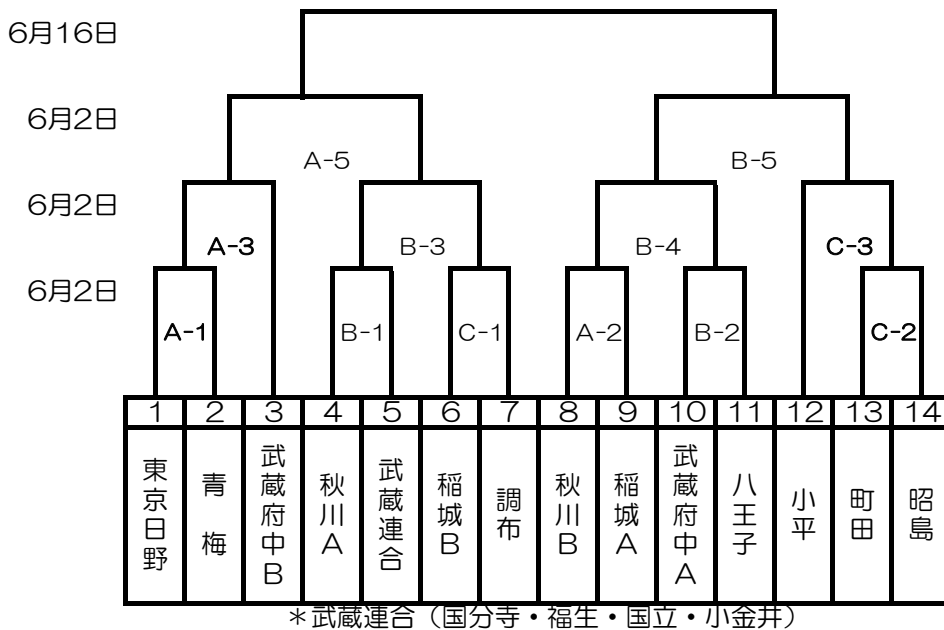 6月16日
6月2日
A-5 B-5
6月2日
A-3 B-3 B-4 C-3
6月2日
A-1 B-1 C-1 A-2 B-2 C-2
1 2 3 4 5 6 7 8 9 10 11 12 13 14
東京日野
青梅
武蔵府中B
秋川A
武蔵連合
稲城B
調布
秋川B
稲城A
武蔵府中A
八王子
小平
町田
昭島
＊武蔵連合（国分寺・福生・国立・小金井）